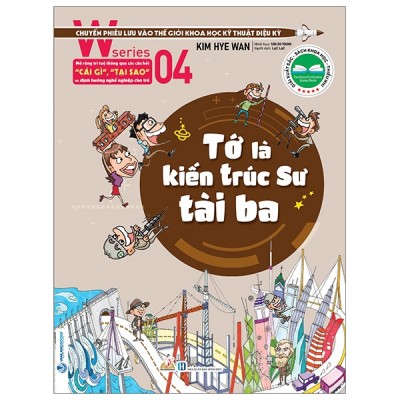 CHUYẾN PHIÊU LƯU VÀO THẾ GIỚI KHOA HỌC KỸ THUẬT DIỆU KỲ
W series
Mở rộng tri thức thông qua các câu hỏi
"CÁI GÌ", "TẠI SAO"
và định hướng nghề nghiệp cho trẻ
04
KIM HYE WAN
Tớ là
kiến trúc Sư
tài ba